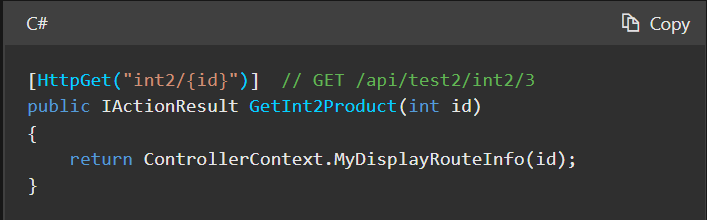 C#
Copy
[HttpGet("int2/{id}")]  // GET /api/test2/int2/3
public IActionResult GetInt2Product(int id)
{
    return ControllerContext.MyDisplayRouteInfo(id);
}